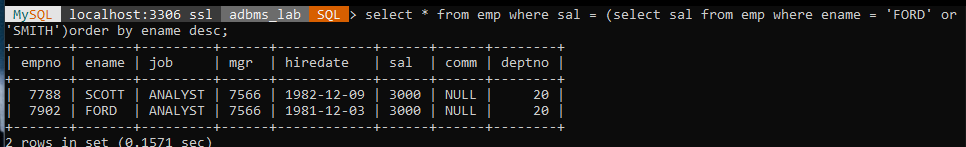 MySQL localhost:3306 ssl adbms_lab SQL > select * from emp where sal = (select sal from emp where ename = 'FORD' or
'SMITH')order by ename desc;
+-------+-------+---------+------+------------+------+------+--------+
| empno | ename | job     | mgr  | hiredate   | sal  | comm | deptno |
+-------+-------+---------+------+------------+------+------+--------+
|  7788 | SCOTT | ANALYST | 7566 | 1982-12-09 | 3000 | NULL |     20 |
|  7902 | FORD  | ANALYST | 7566 | 1981-12-03 | 3000 | NULL |     20 |
+-------+-------+---------+------+------------+------+------+--------+
2 rows in set (0.1571 sec)